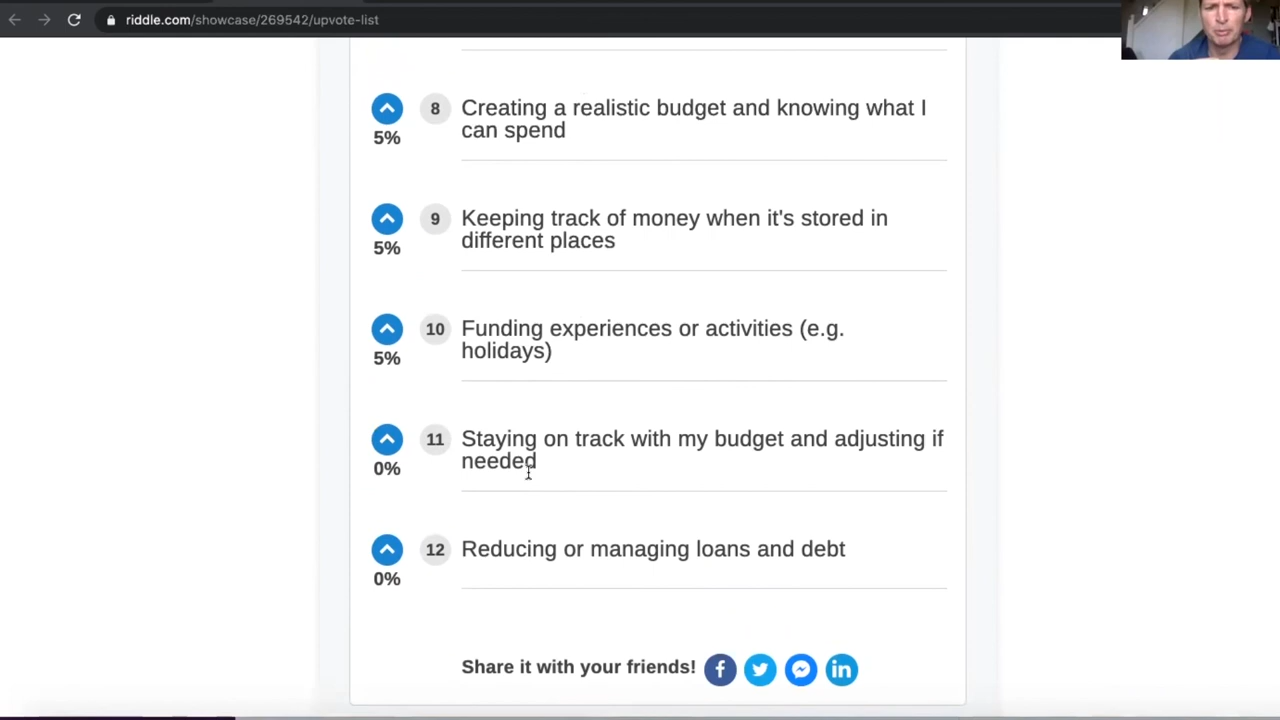 riddle.com/showcase/269542/upvote-list
8 Creating a realistic budget and knowing what I
can spend
5%
9 Keeping track of money when it's stored in
different places
5%
10 Funding experiences or activities (e.g.
holidays)
5%
11 Staying on track with my budget and adjusting if
needed
0%
12 Reducing or managing loans and debt
0%
Share it with your friends!